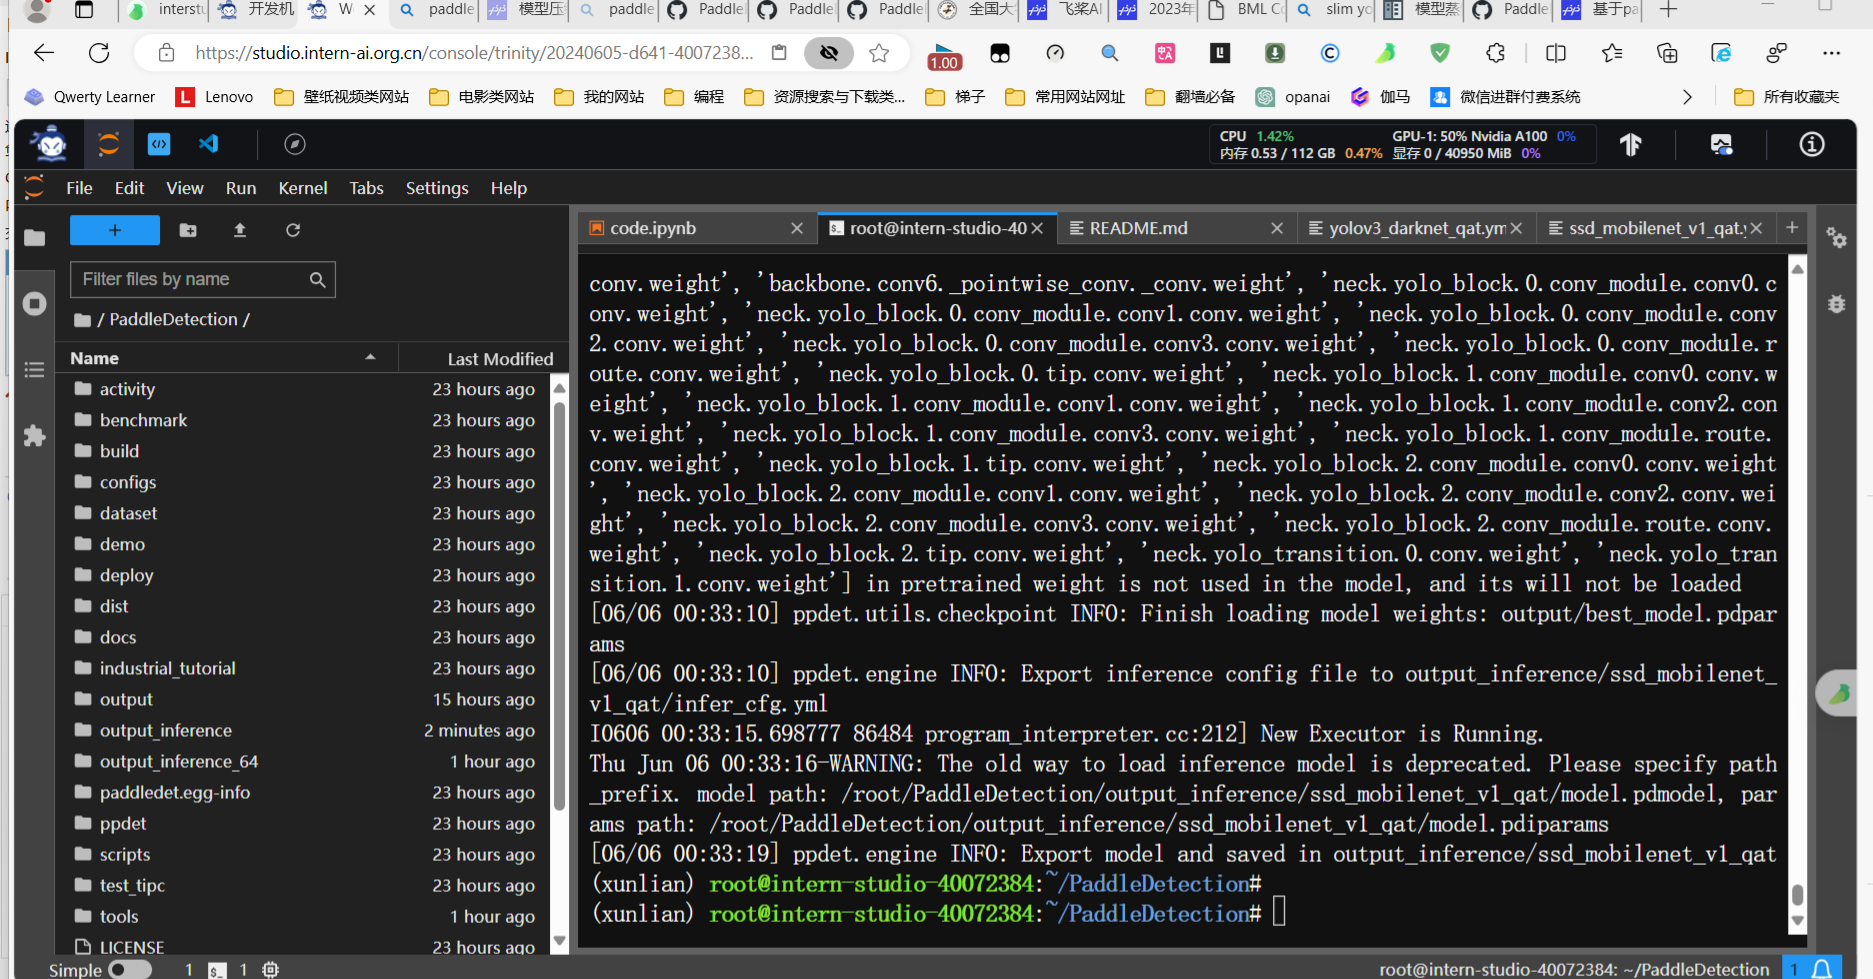 interstu
开发机
W
paddle
模型压
paddle
Paddle
Paddle
Paddle
全国大
飞桨AI
2023年
BML Co
slim yo
模型蒸
Paddle
基于pa
https://studio.intern-ai.org.cn/console/trinity/20240605-d641-4007238...
1.00
Qwerty Learner
Lenovo
壁纸视频类网站
电影类网站
我的网站
编程
资源搜索与下载类...
梯子
常用网站网址
翻墙必备
opanai
伽马
微信进群付费系统
所有收藏夹
CPU 1.42%
GPU-1: 50% Nvidia A100 0%
内存 0.53 / 112 GB 0.47%
显存 0 / 40950 MiB 0%
File Edit View Run Kernel Tabs Settings Help
code.ipynb
root@intern-studio-40
README.md
yolov3_darknet_qat.ym
ssd_mobilenet_v1_qat.y
Filter files by name
/ PaddleDetection /
Name Last Modified
activity 23 hours ago
benchmark 23 hours ago
build 23 hours ago
configs 23 hours ago
dataset 23 hours ago
demo 23 hours ago
deploy 23 hours ago
dist 23 hours ago
docs 23 hours ago
industrial_tutorial 23 hours ago
output 15 hours ago
output_inference 2 minutes ago
output_inference_64 1 hour ago
paddledet.egg-info 23 hours ago
ppdet 23 hours ago
scripts 23 hours ago
test_tipc 23 hours ago
tools 1 hour ago
LICENSE 23 hours ago
conv.weight', 'backbone.conv6._pointwise_conv._conv.weight', 'neck.yolo_block.0.conv_module.conv0.c
onv.weight', 'neck.yolo_block.0.conv_module.conv1.conv.weight', 'neck.yolo_block.0.conv_module.conv
2.conv.weight', 'neck.yolo_block.0.conv_module.conv3.conv.weight', 'neck.yolo_block.0.conv_module.r
oute.conv.weight', 'neck.yolo_block.0.tip.conv.weight', 'neck.yolo_block.1.conv_module.conv0.conv.w
eight', 'neck.yolo_block.1.conv_module.conv1.conv.weight', 'neck.yolo_block.1.conv_module.conv2.con
v.weight', 'neck.yolo_block.1.conv_module.conv3.conv.weight', 'neck.yolo_block.1.conv_module.route.
conv.weight', 'neck.yolo_block.1.tip.conv.weight', 'neck.yolo_block.2.conv_module.conv0.conv.weight
', 'neck.yolo_block.2.conv_module.conv1.conv.weight', 'neck.yolo_block.2.conv_module.conv2.conv.wei
ght', 'neck.yolo_block.2.conv_module.conv3.conv.weight', 'neck.yolo_block.2.conv_module.route.conv.
weight', 'neck.yolo_block.2.tip.conv.weight', 'neck.yolo_transition.0.conv.weight', 'neck.yolo_tran
sition.1.conv.weight'] in pretrained weight is not used in the model, and its will not be loaded
[06/06 00:33:10] ppdet.utils.checkpoint INFO: Finish loading model weights: output/best_model.pdpar
ams
[06/06 00:33:10] ppdet.engine INFO: Export inference config file to output_inference/ssd_mobilenet_
v1_qat/infer_cfg.yml
I0606 00:33:15.698777 86484 program_interpreter.cc:212] New Executor is Running.
Thu Jun 06 00:33:16-WARNING: The old way to load inference model is deprecated. Please specify path
_prefix. model path: /root/PaddleDetection/output_inference/ssd_mobilenet_v1_qat/model.pdmodel, par
ams path: /root/PaddleDetection/output_inference/ssd_mobilenet_v1_qat/model.pdiparams
[06/06 00:33:19] ppdet.engine INFO: Export model and saved in output_inference/ssd_mobilenet_v1_qat
(xunlian) root@intern-studio-40072384:~/PaddleDetection#
(xunlian) root@intern-studio-40072384:~/PaddleDetection#
Simple 1 1
root@intern-studio-40072384: ~/PaddleDetection 1